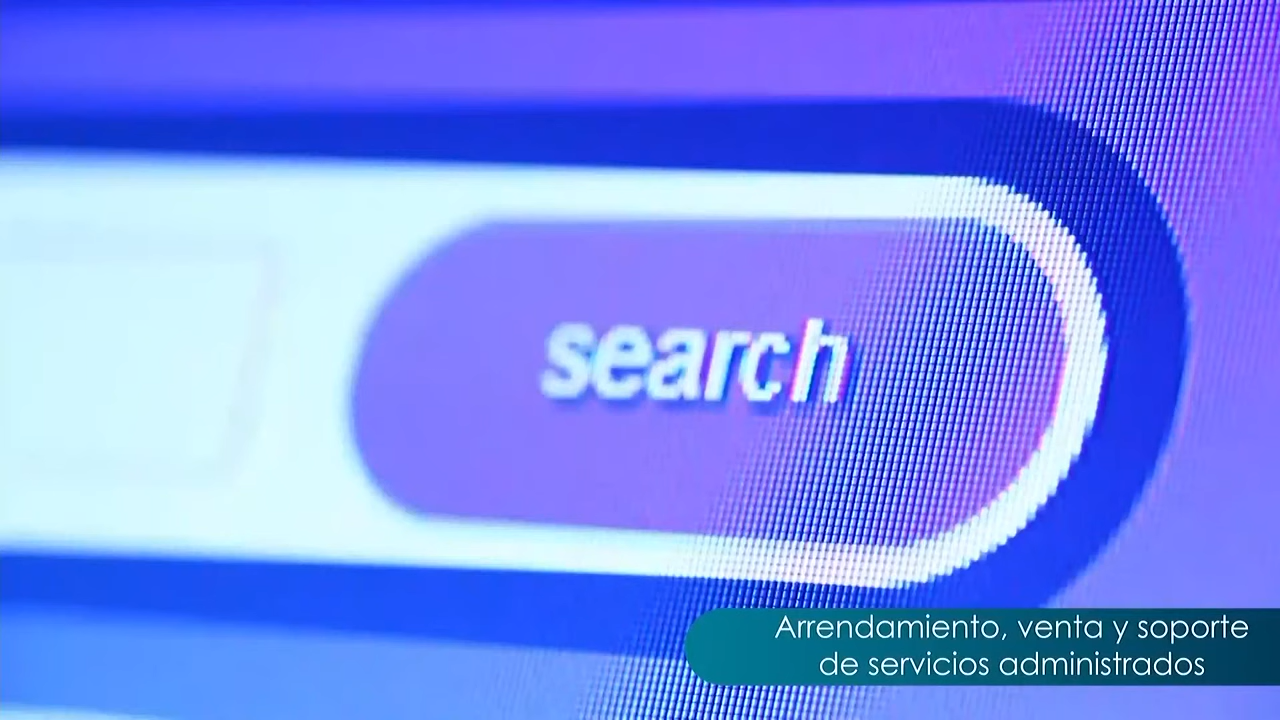 search
Arrendamiento, venta y soporte
de servicios administrados